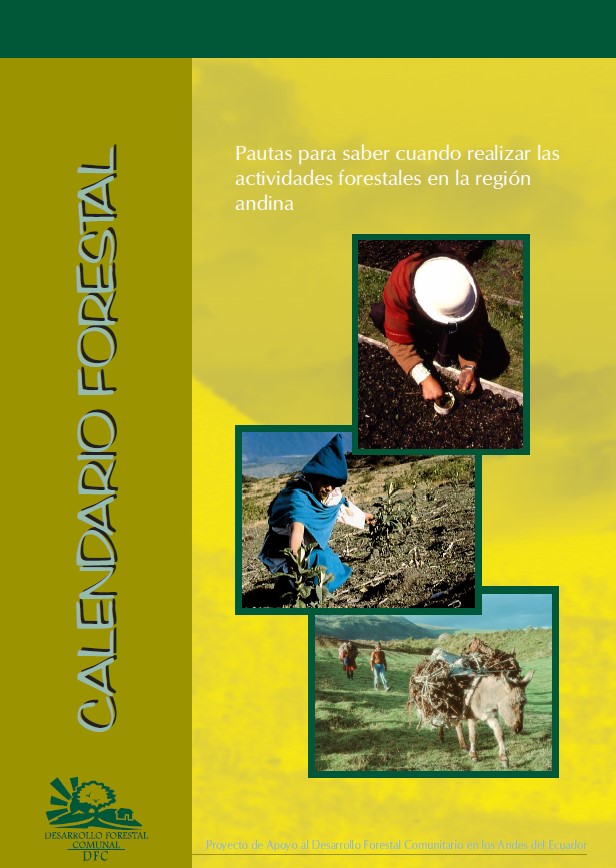 Pautas para saber cuando realizar las
actividades forestales en la región
andina
CALENDARIO FORESTAL
DESARROLLO FORESTAL
COMUNAL
DFC
Proyecto de Apoyo al Desarrollo Forestal Comunitario en los Andes del Ecuador